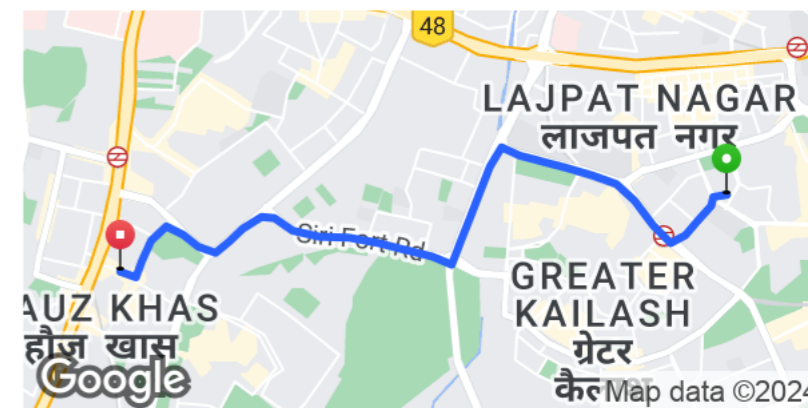 48
LAJPAT NAGAR
लाजपत नगर
Siri Fort Rd
AUZ KHAS
हौज़ खास
GREATER
KAILASH
ग्रेटर
Google
Map data ©2024